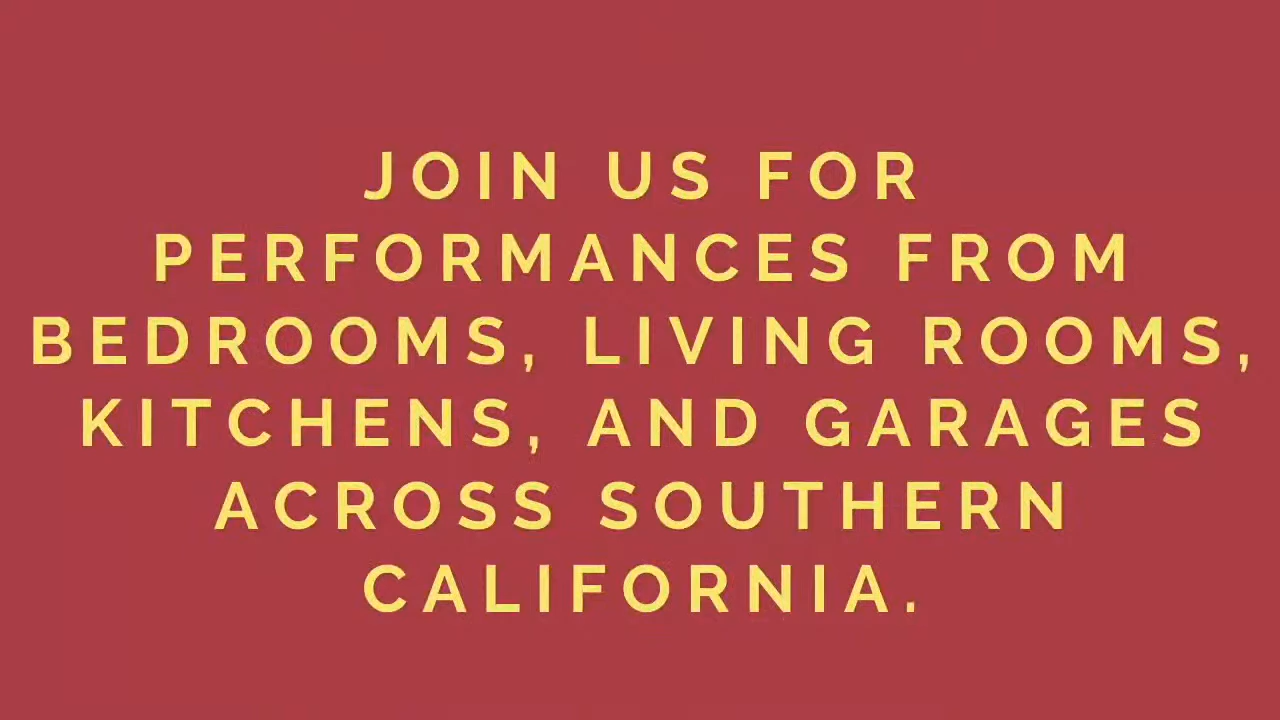 JOIN US FOR
PERFORMANCES FROM
BEDROOMS, LIVING ROOMS,
KITCHENS, AND GARAGES
ACROSS SOUTHERN
CALIFORNIA.